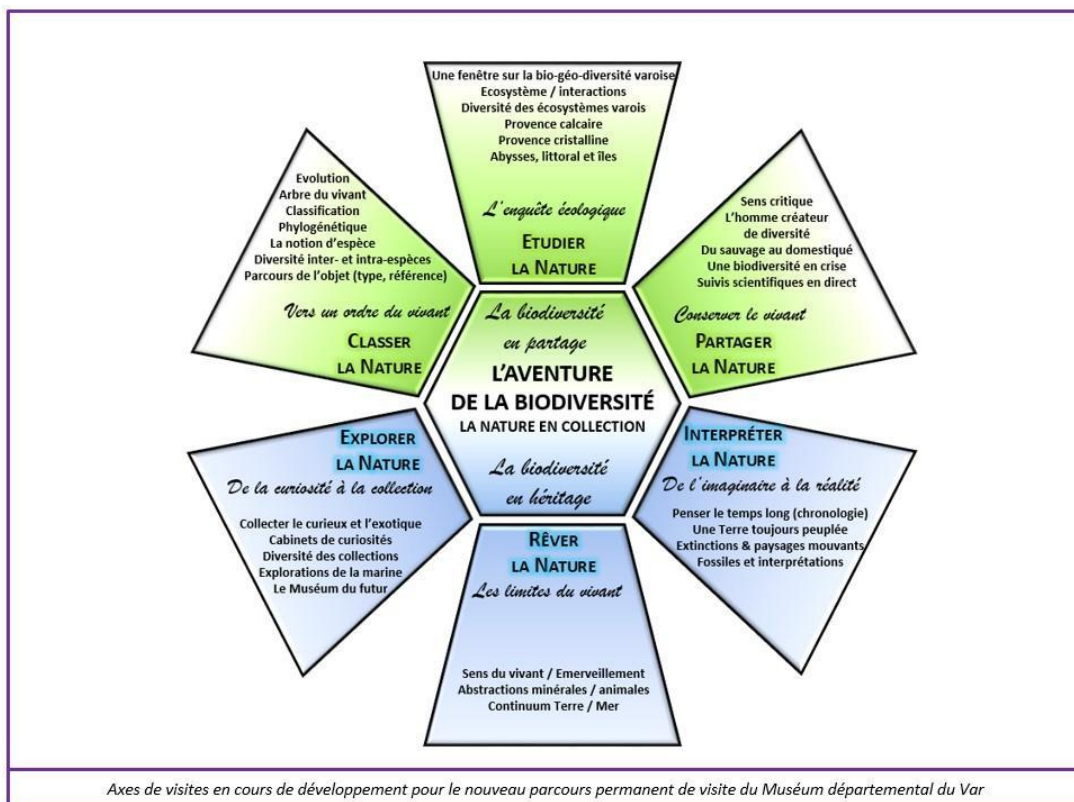 Une fenêtre sur la bio-géo-diversité varoise
Ecosystème / interactions
Diversité des écosystèmes varois
Provence calcaire
Provence cristalline
Abysses, littoral et îles
L'enquête écologique
ETUDIER
LA NATURE
Evolution
Arbre du vivant
Classification
Phylogénétique
La notion d'espèce
Diversité inter- et intra-espèces
Parcours de l'objet (type, référence)
Vers un ordre du vivant
CLASSER
LA NATURE
Sens critique
L'homme créateur
de diversité
Du sauvage au domestiqué
Une biodiversité en crise
Suivis scientifiques en direct
Conserver le vivant
PARTAGER
LA NATURE
La biodiversité
en partage
L'AVENTURE
DE LA BIODIVERSITÉ
LA NATURE EN COLLECTION
La biodiversité
en héritage
EXPLORER
LA NATURE
De la curiosité à la collection
Collecter le curieux et l'exotique
Cabinets de curiosités
Diversité des collections
Explorations de la marine
Le Muséum du futur
INTERPRÉTER
LA NATURE
De l'imaginaire à la réalité
Penser le temps long (chronologie)
Une Terre toujours peuplée
Extinctions & paysages mouvants
Fossiles et interprétations
RÊVER
LA NATURE
Les limites du vivant
Sens du vivant / Emerveillement
Abstractions minérales / animales
Continuum Terre / Mer
Axes de visites en cours de développement pour le nouveau parcours permanent de visite du Muséum départemental du Var